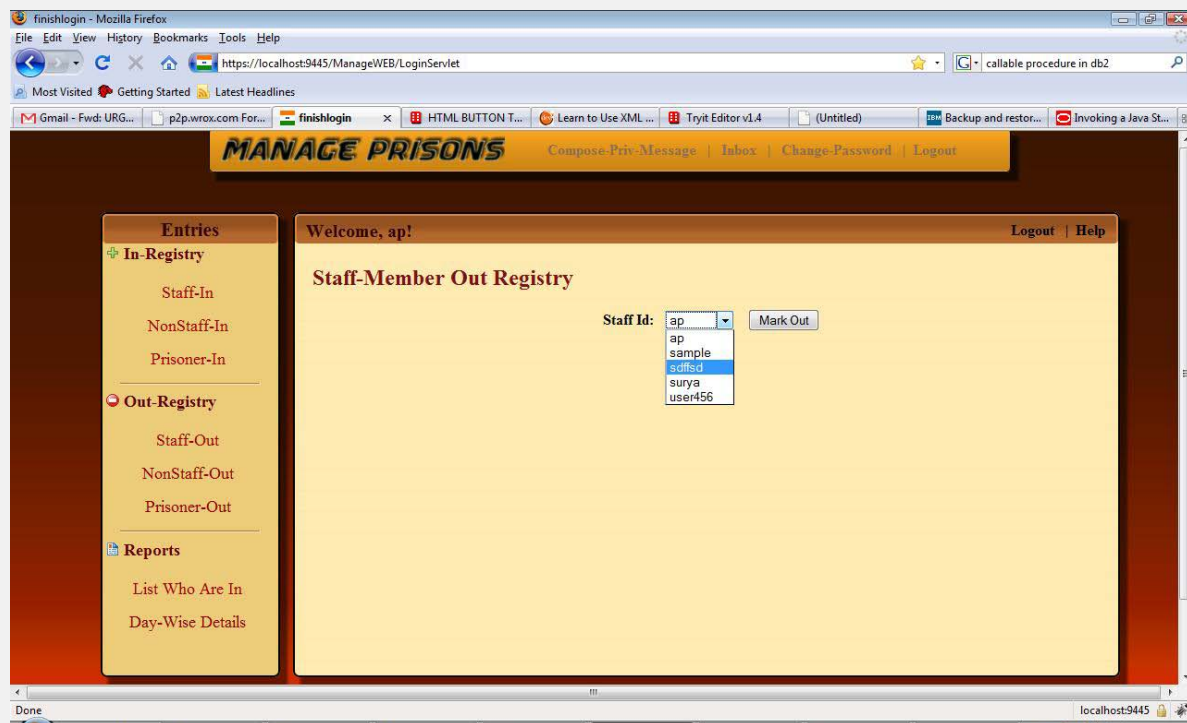 finishlogin - Mozilla Firefox
File Edit View History Bookmarks Tools Help
https://localhost:9445/ManageWEB/LoginServlet
G callable procedure in db2
Most Visited Getting Started Latest Headlines
Gmail - Fwd: URG... p2p.wrox.com For... finishlogin HTML BUTTON T... Learn to Use XML ... Tryit Editor v1.4 (Untitled) IBM Backup and restor... Invoking a Java St...
MANAGE PRISONS Compose-Priv-Message | Inbox | Change-Password | Logout
Entries
In-Registry
Staff-In
NonStaff-In
Prisoner-In
Out-Registry
Staff-Out
NonStaff-Out
Prisoner-Out
Reports
List Who Are In
Day-Wise Details
Welcome, ap! Logout | Help
Staff-Member Out Registry
Staff Id: ap Mark Out
ap
sample
sdffsd
surya
user456
Done localhost:9445